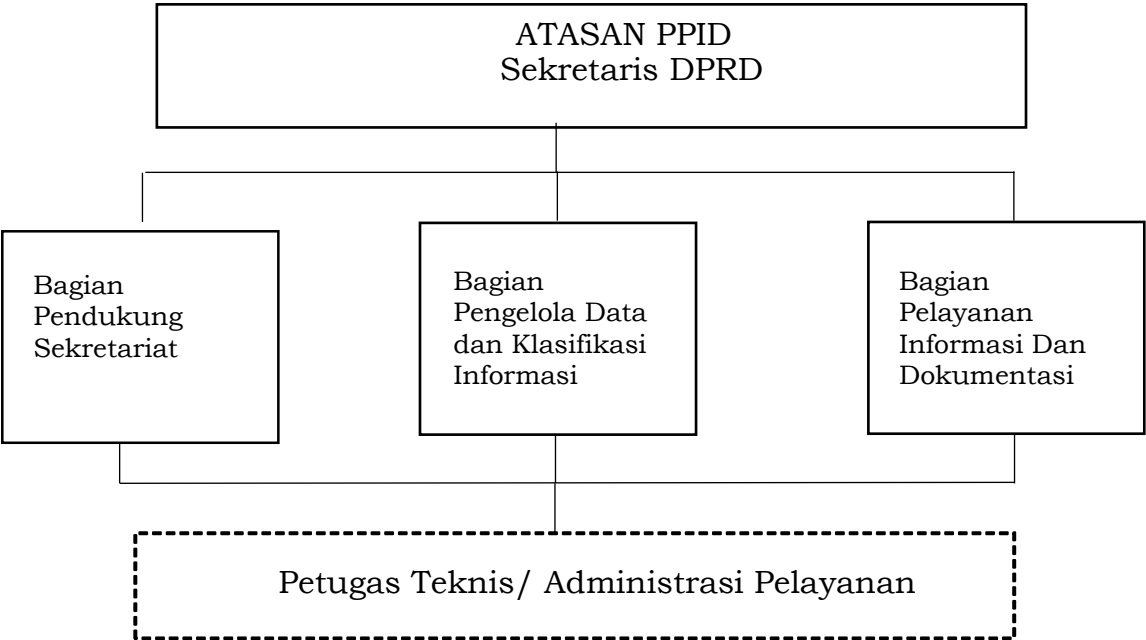 ATASAN PPID
Sekretaris DPRD
Bagian
Pendukung
Sekretariat
Bagian
Pengelola Data
dan Klasifikasi
Informasi
Bagian
Pelayanan
Informasi Dan
Dokumentasi
Petugas Teknis/ Administrasi Pelayanan